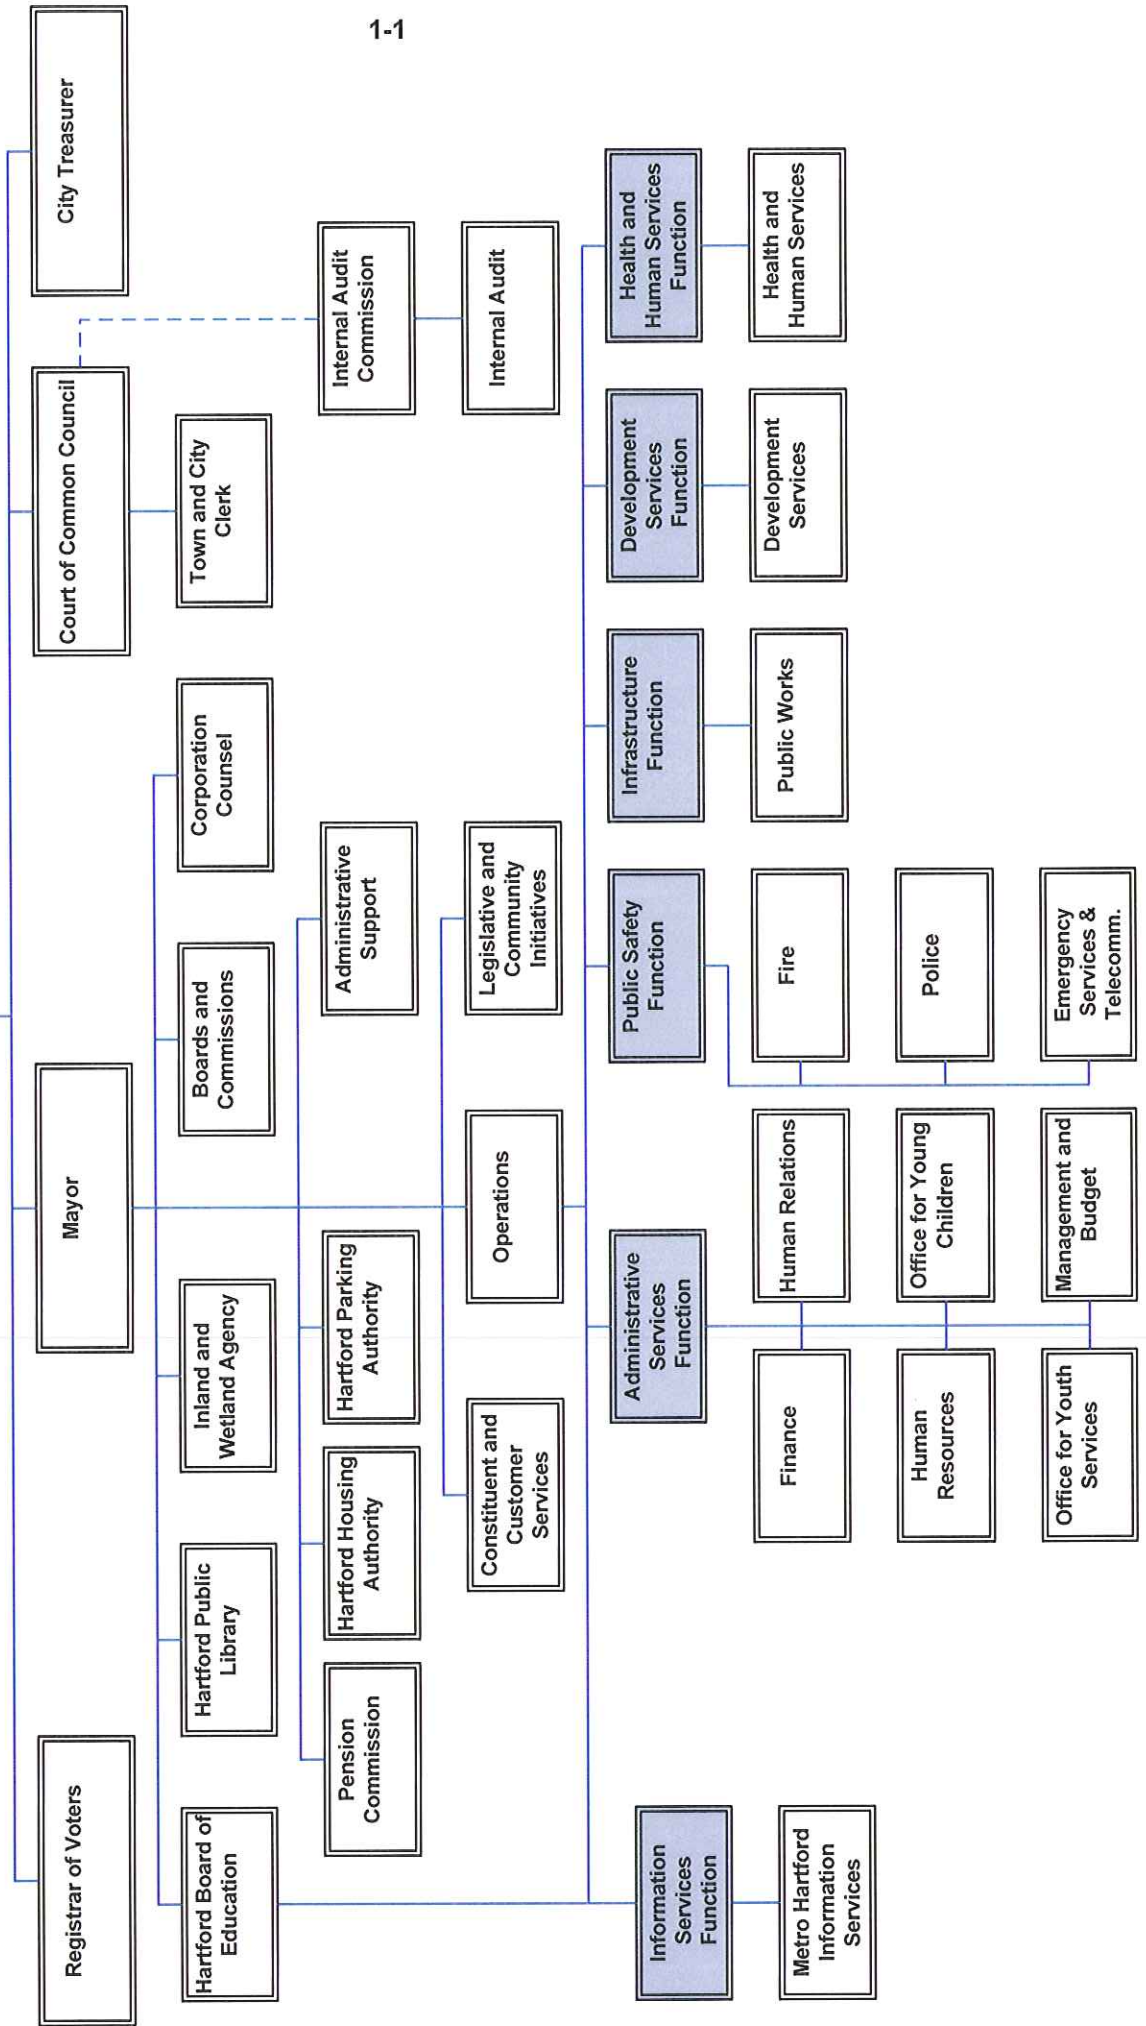 1-1
Registrar of Voters
Mayor
Court of Common Council
City Treasurer
Hartford Board of
Education
Hartford Public
Library
Inland and
Wetland Agency
Boards and
Commissions
Corporation
Counsel
Town and City
Clerk
Pension
Commission
Hartford Housing
Authority
Hartford Parking
Authority
Administrative
Support
Internal Audit
Commission
Constituent and
Customer
Services
Operations
Legislative and
Community
Initiatives
Internal Audit
Information
Services
Function
Administrative
Services
Function
Public Safety
Function
Infrastructure
Function
Development
Services
Function
Health and
Human Services
Function
Metro Hartford
Information
Services
Finance
Human Relations
Fire
Public Works
Development
Services
Health and
Human Services
Human
Resources
Office for Young
Children
Police
Office for Youth
Services
Management and
Budget
Emergency
Services &
Telecomm.